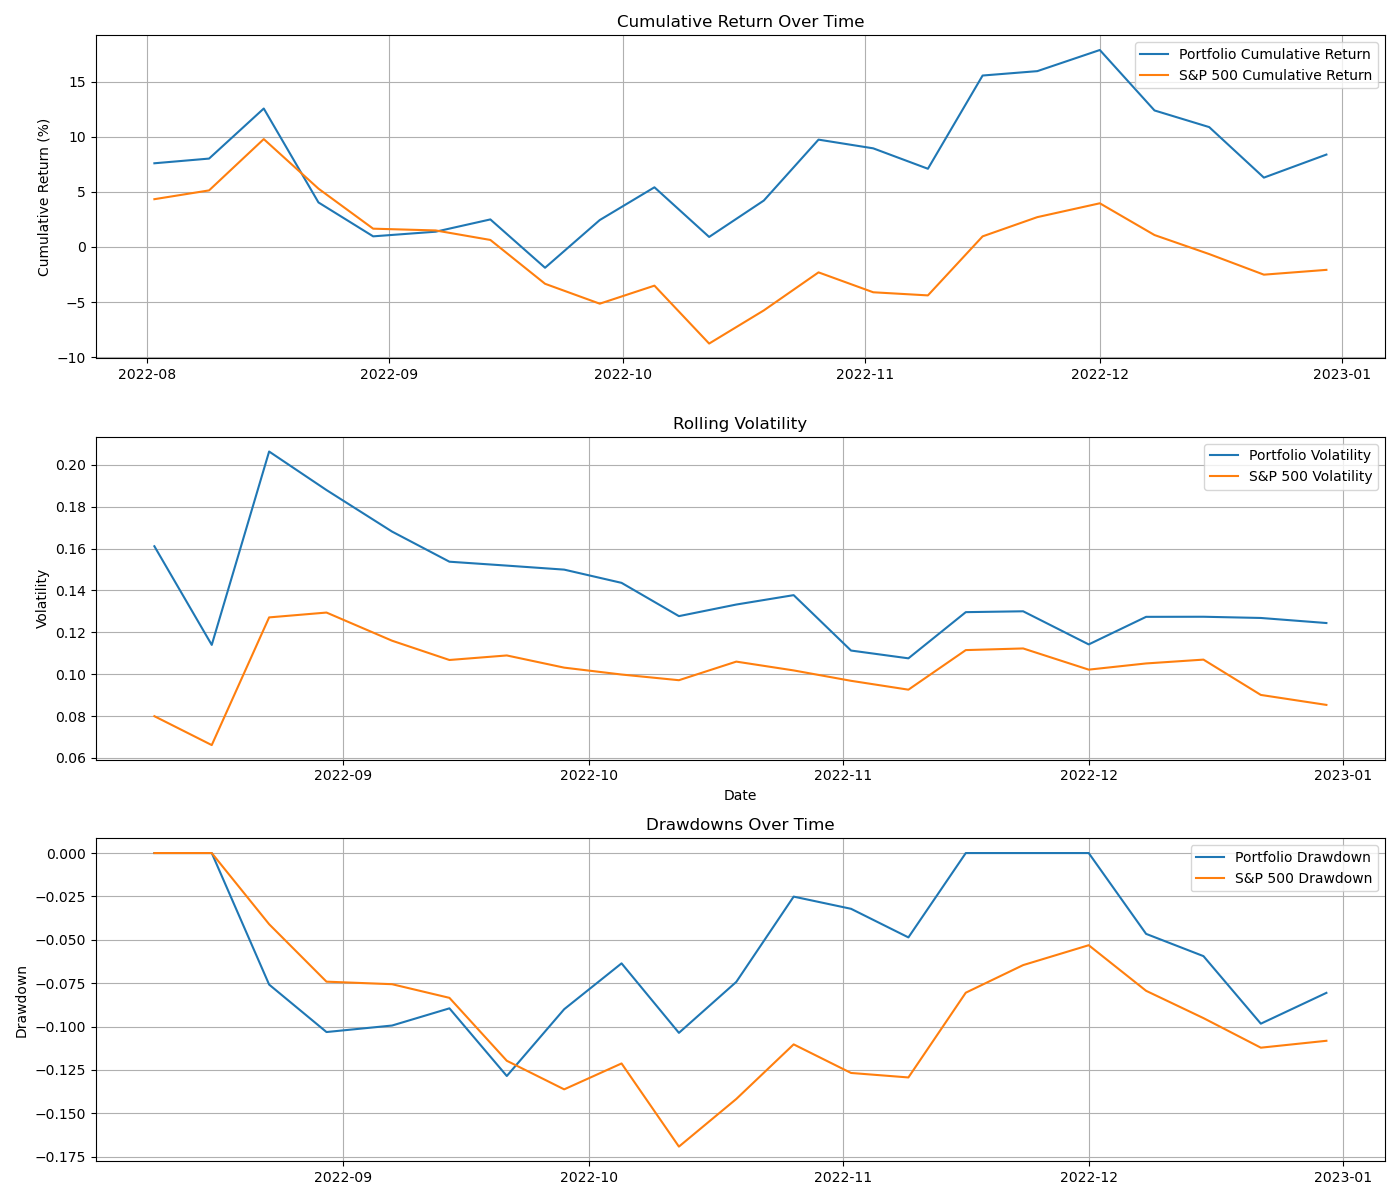 Cumulative Return Over Time
Cumulative Return (%)
15
10
5
0
−5
−10
Portfolio Cumulative Return
S&P 500 Cumulative Return
2022-08 2022-09 2022-10 2022-11 2022-12 2023-01
Rolling Volatility
Volatility
0.20
0.18
0.16
0.14
0.12
0.10
0.08
0.06
Portfolio Volatility
S&P 500 Volatility
2022-09 2022-10 2022-11 2022-12 2023-01
Date
Drawdowns Over Time
Drawdown
0.000
−0.025
−0.050
−0.075
−0.100
−0.125
−0.150
−0.175
Portfolio Drawdown
S&P 500 Drawdown
2022-09 2022-10 2022-11 2022-12 2023-01